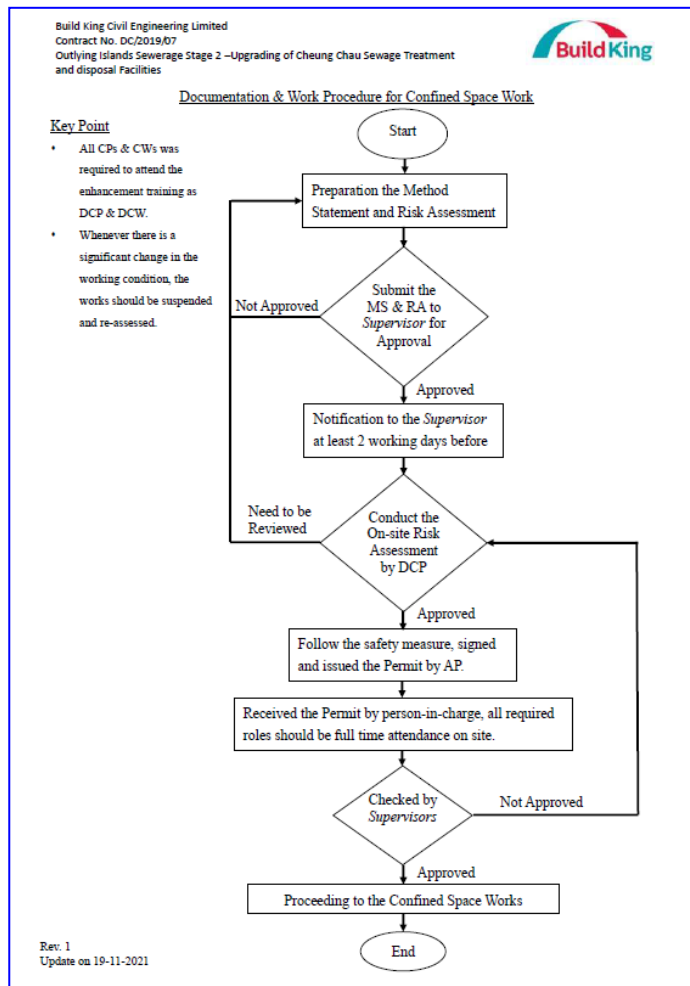 Build King Civil Engineering Limited
Contract No. DC/2019/07
Outlying Islands Sewerage Stage 2 –Upgrading of Cheung Chau Sewage Treatment
and disposal Facilities
Build King
Documentation & Work Procedure for Confined Space Work
Key Point
• All CPs & CWs was
required to attend the
enhancement training as
DCP & DCW.
• Whenever there is a
significant change in the
working condition, the
works should be suspended
and re-assessed.
Start
Preparation the Method
Statement and Risk Assessment
Submit the
MS & RA to
Supervisor for
Approval
Not Approved
Approved
Notification to the Supervisor
at least 2 working days before
Need to be
Reviewed
Conduct the
On-site Risk
Assessment
by DCP
Approved
Follow the safety measure, signed
and issued the Permit by AP.
Received the Permit by person-in-charge, all required
roles should be full time attendance on site.
Checked by
Supervisors
Not Approved
Approved
Proceeding to the Confined Space Works
End
Rev. 1
Update on 19-11-2021